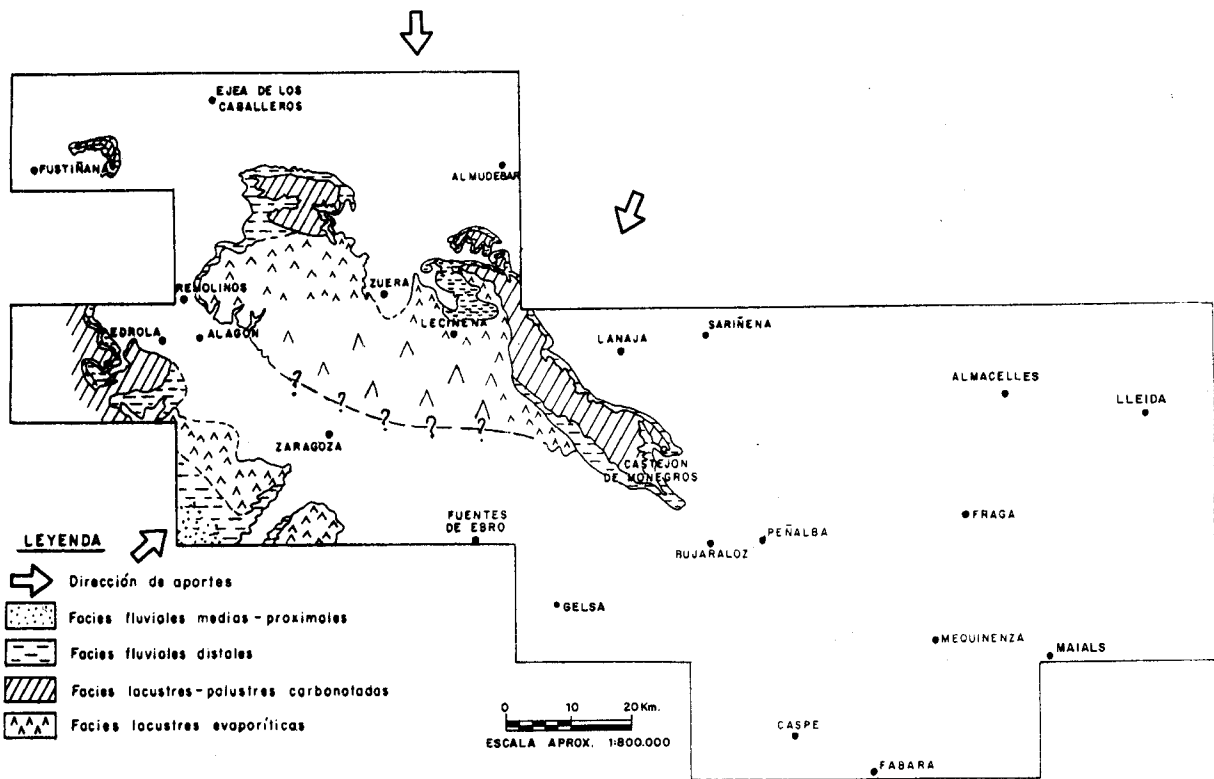 EJEA DE LOS
CABALLEROS
FUSTIÑANA
ALMUDEBAR
REMOLINOS
ZUERA
EDROLA
ALAGÓN
LECIÑENA
LANAJA
SARIÑENA
ALMACELLES
LLEIDA
? ? ? ? ?
ZARAGOZA
CASTEJON
DE MONEGROS
FUENTES
DE EBRO
BUJARALOZ
PEÑALBA
FRAGA
GELSA
MEQUINENZA
MAIALS
CASPE
FABARA
LEYENDA
Dirección de aportes
Facies fluviales medias-proximales
Facies fluviales distales
Facies lacustres-palustres carbonatadas
Facies lacustres evaporíticas
0 10 20 Km.
ESCALA APROX. 1:800.000